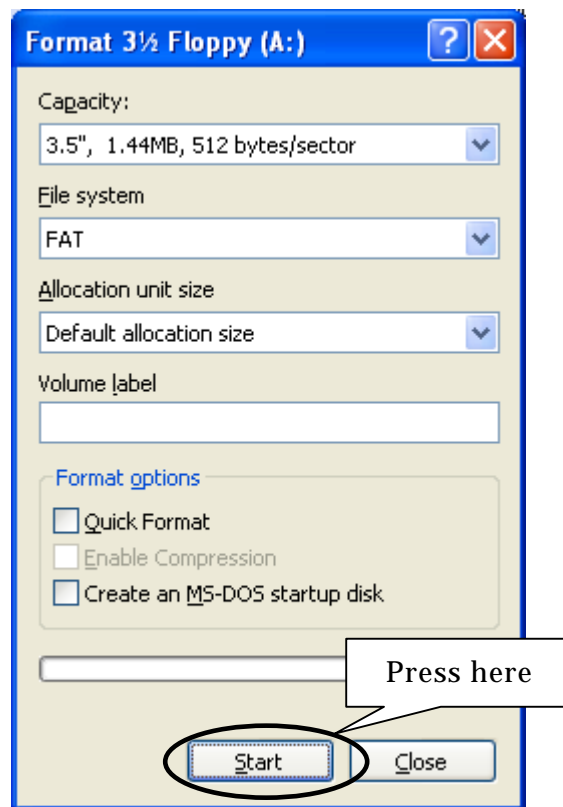 Format 3½ Floppy (A:)
Capacity:
3.5", 1.44MB, 512 bytes/sector
File system
FAT
Allocation unit size
Default allocation size
Volume label
Format options
Quick Format
Enable Compression
Create an MS-DOS startup disk
Press here
Start
Close